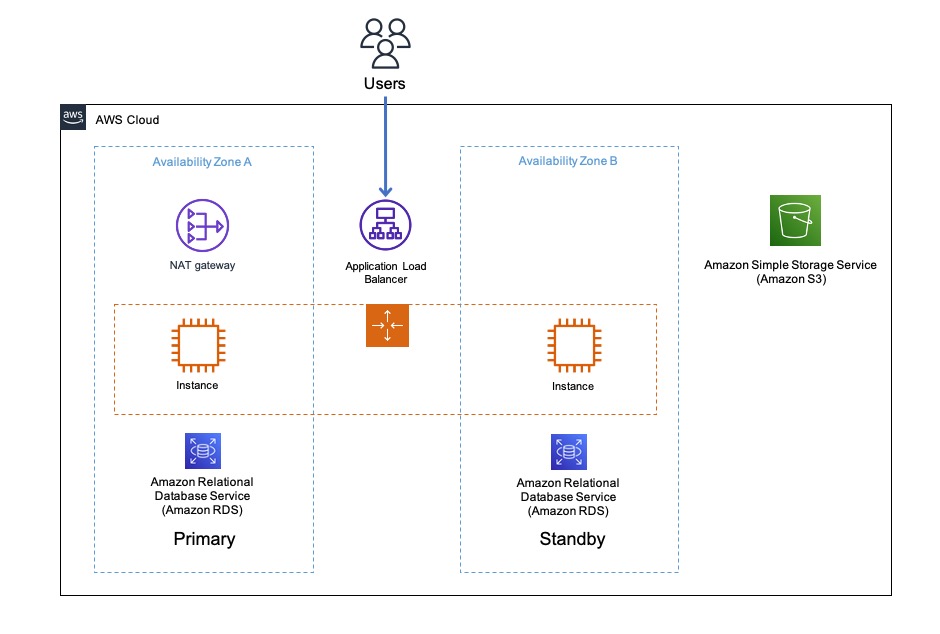 Users
aws
AWS Cloud
Availability Zone A
Availability Zone B
NAT gateway
Application Load
Balancer
Amazon Simple Storage Service
(Amazon S3)
Instance
Instance
Amazon Relational
Database Service
(Amazon RDS)
Primary
Amazon Relational
Database Service
(Amazon RDS)
Standby